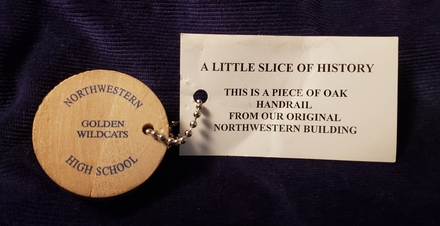 NORTHWESTERN
GOLDEN
WILDCATS
HIGH SCHOOL
A LITTLE SLICE OF HISTORY
THIS IS A PIECE OF OAK
HANDRAIL
FROM OUR ORIGINAL
NORTHWESTERN BUILDING